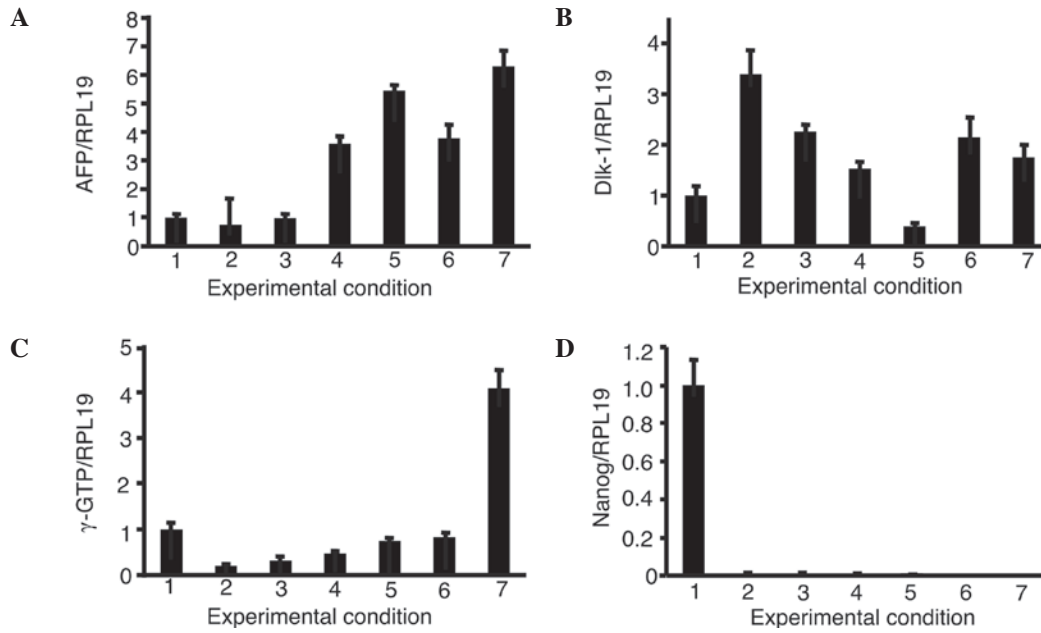 A
AFP/RPL19
8
7
6
5
4
3
2
1
0
1 2 3 4 5 6 7
Experimental condition
B
Dlk-1/RPL19
4
3
2
1
0
1 2 3 4 5 6 7
Experimental condition
C
γ-GTP/RPL19
5
4
3
2
1
0
1 2 3 4 5 6 7
Experimental condition
D
Nanog/RPL19
1.2
1.0
0.8
0.6
0.4
0.2
0
1 2 3 4 5 6 7
Experimental condition